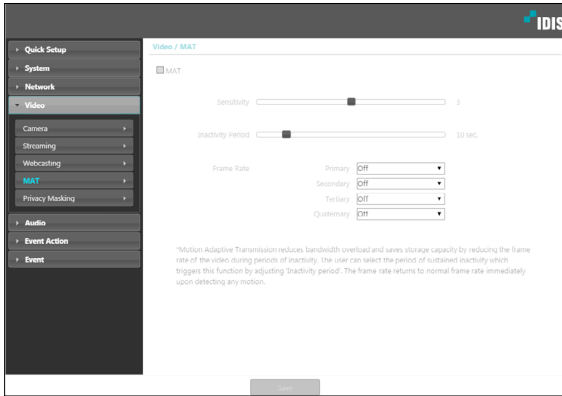 IDIS
Quick Setup
System
Network
Video
Camera
Streaming
Webcasting
MAT
Privacy Masking
Audio
Event Action
Event
Video / MAT
MAT
Sensitivity 3
Inactivity Period 10 sec.
Frame Rate Primary Off
Secondary Off
Tertiary Off
Quaternary Off
*Motion Adaptive Transmission reduces bandwidth overload and saves storage capacity by reducing the frame
rate of the video during periods of inactivity. The user can select the period of sustained inactivity which
triggers this function by adjusting 'Inactivity period'. The frame rate returns to normal frame rate immediately
upon detecting any motion.
Save